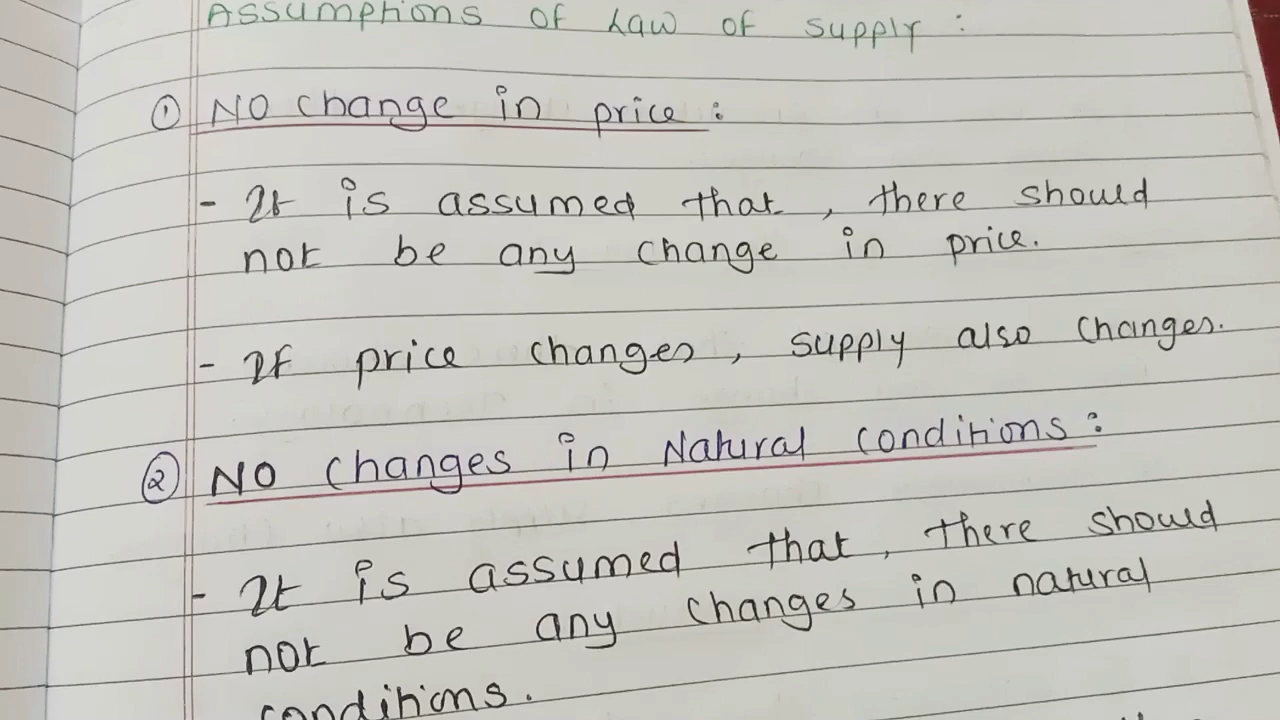 Assumptions of Law of supply :
① NO change in price :
- It is assumed that , there should
not be any change in price.
- If price changes , supply also changes.
② NO changes in Natural conditions :
- It is assumed that , there should
not be any changes in natural
conditions .